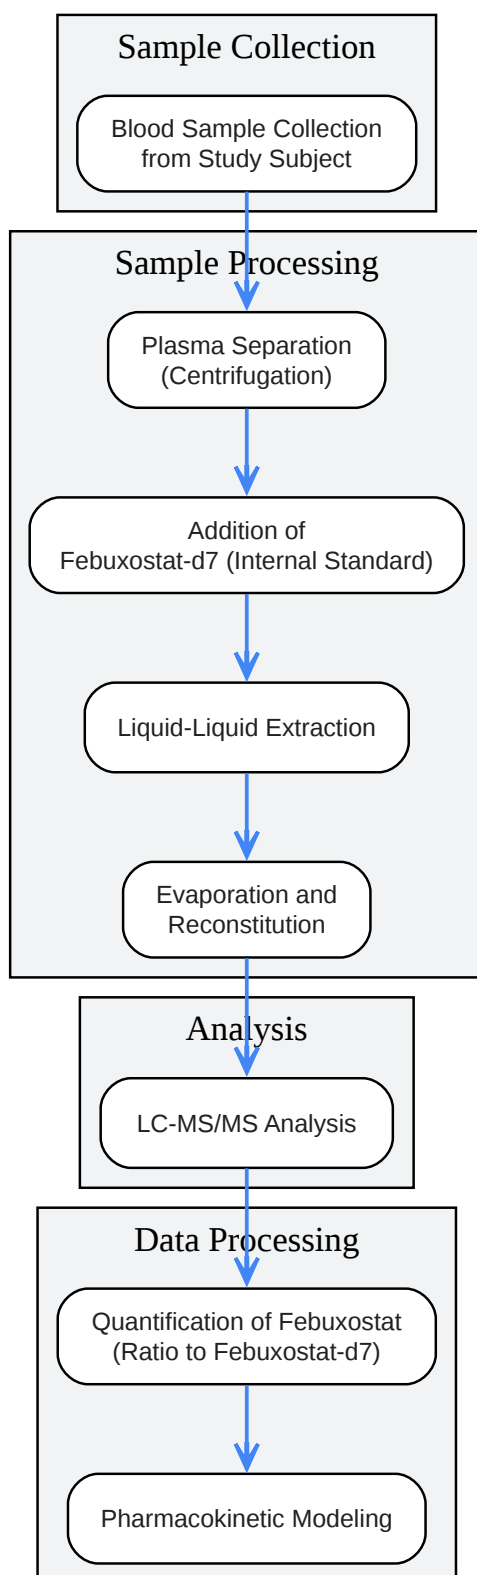 Sample Collection
Blood Sample Collection
from Study Subject
Sample Processing
Plasma Separation
(Centrifugation)
Addition of
Febuxostat-d7 (Internal Standard)
Liquid-Liquid Extraction
Evaporation and
Reconstitution
Analysis
LC-MS/MS Analysis
Data Processing
Quantification of Febuxostat
(Ratio to Febuxostat-d7)
Pharmacokinetic Modeling